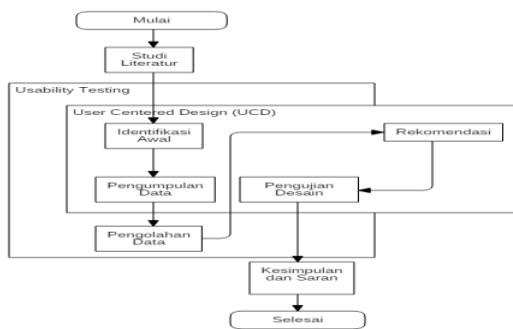 Mulai
Studi
Literatur
Usability Testing
User Centered Design (UCD)
Identifikasi
Awal
Rekomendasi
Pengumpulan
Data
Pengujian
Desain
Pengolahan
Data
Kesimpulan
dan Saran
Selesai